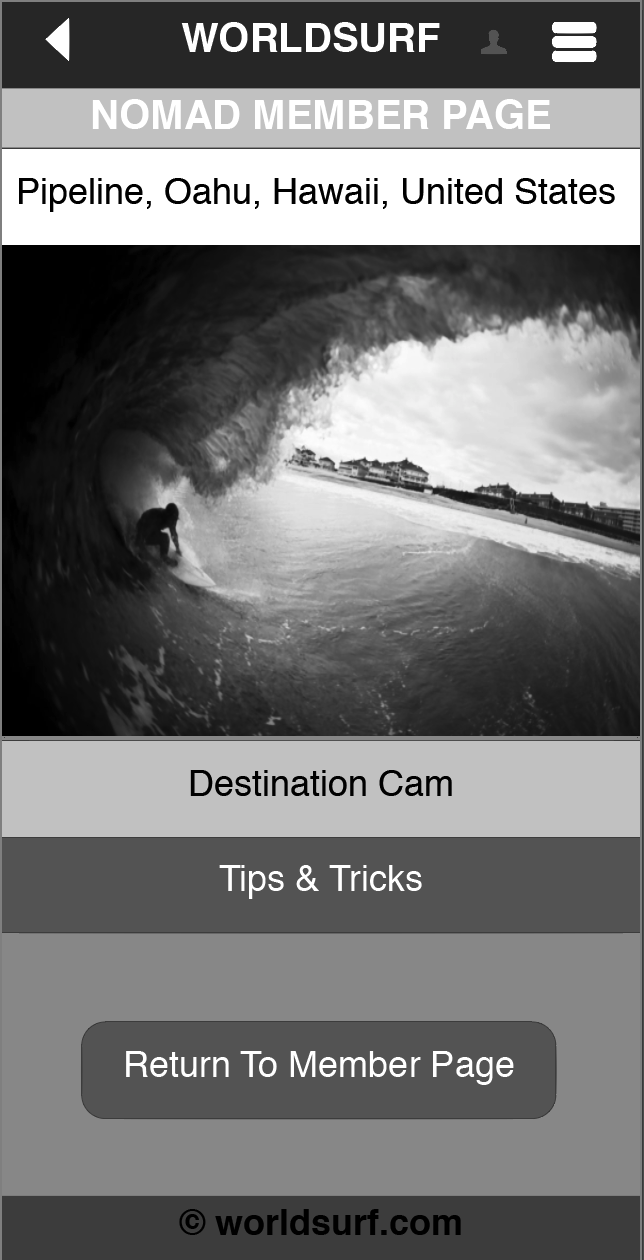 WORLDSURF
NOMAD MEMBER PAGE
Pipeline, Oahu, Hawaii, United States
Destination Cam
Tips & Tricks
Return To Member Page
© worldsurf.com